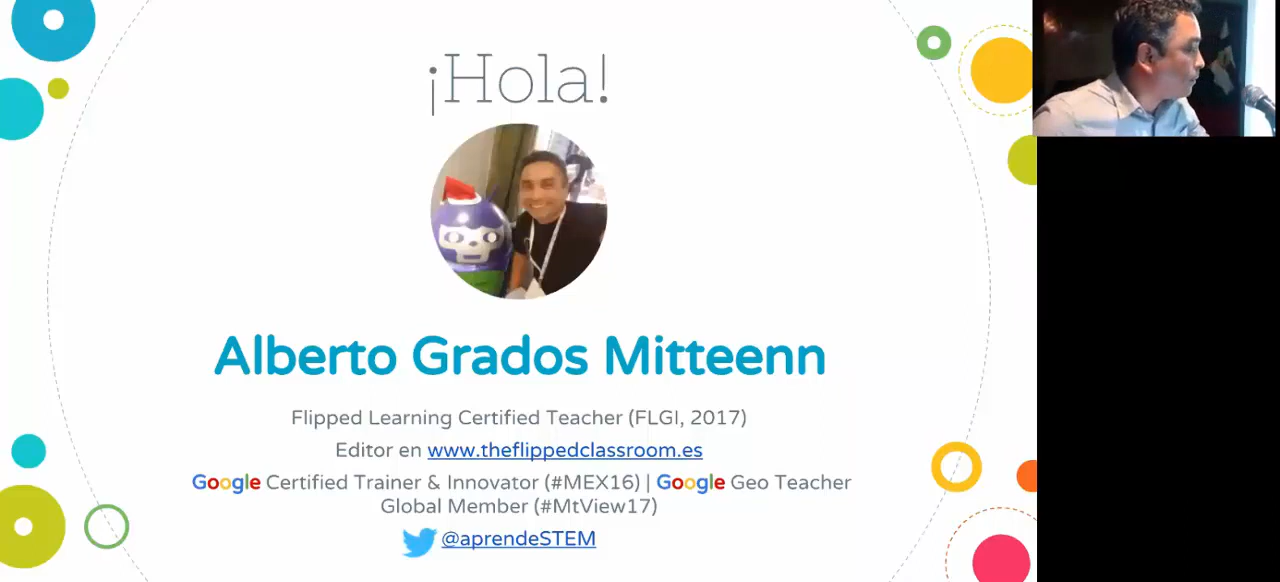 ¡Hola!
Alberto Grados Mitteenn
Flipped Learning Certified Teacher (FLGI, 2017)
Editor en www.theflippedclassroom.es
Google Certified Trainer & Innovator (#MEX16) | Google Geo Teacher
Global Member (#MtView17)
@aprendeSTEM